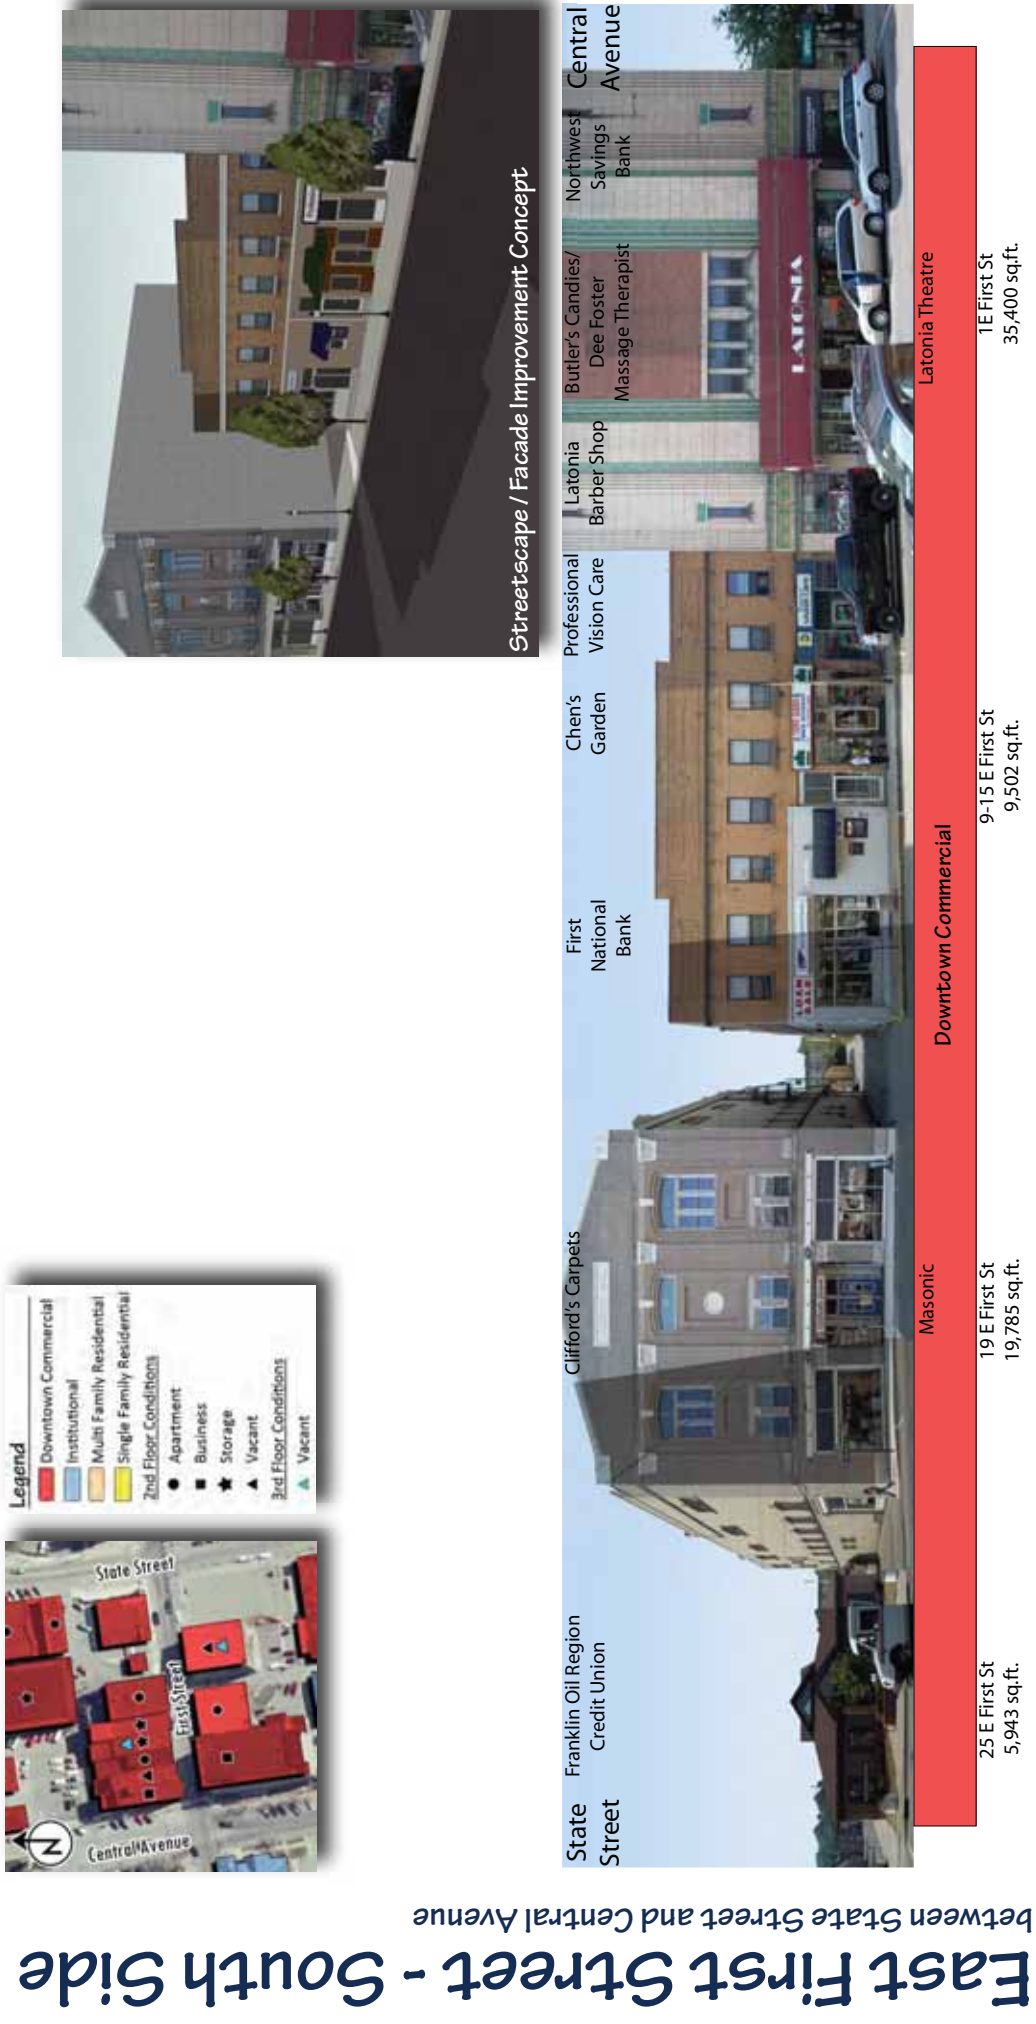 East First Street - South Side
between State Street and Central Avenue
State Street
First Street
Central Avenue
N
Legend
Downtown Commercial
Institutional
Multi Family Residential
Single Family Residential
2nd Floor Conditions
Apartment
Business
Storage
Vacant
3rd Floor Conditions
Vacant
Streetscape / Facade Improvement Concept
State
Street
Franklin Oil Region
Credit Union
Clifford's Carpets
First
National
Bank
Chen's
Garden
Professional
Vision Care
Latonia
Barber Shop
Butler's Candies/
Dee Foster
Massage Therapist
Northwest
Savings
Bank
Central
Avenue
LOAN
SALE
LATONIA
Masonic
Downtown Commercial
Latonia Theatre
25 E First St
5,943 sq.ft.
19 E First St
19,785 sq.ft.
9-15 E First St
9,502 sq.ft.
1E First St
35,400 sq.ft.